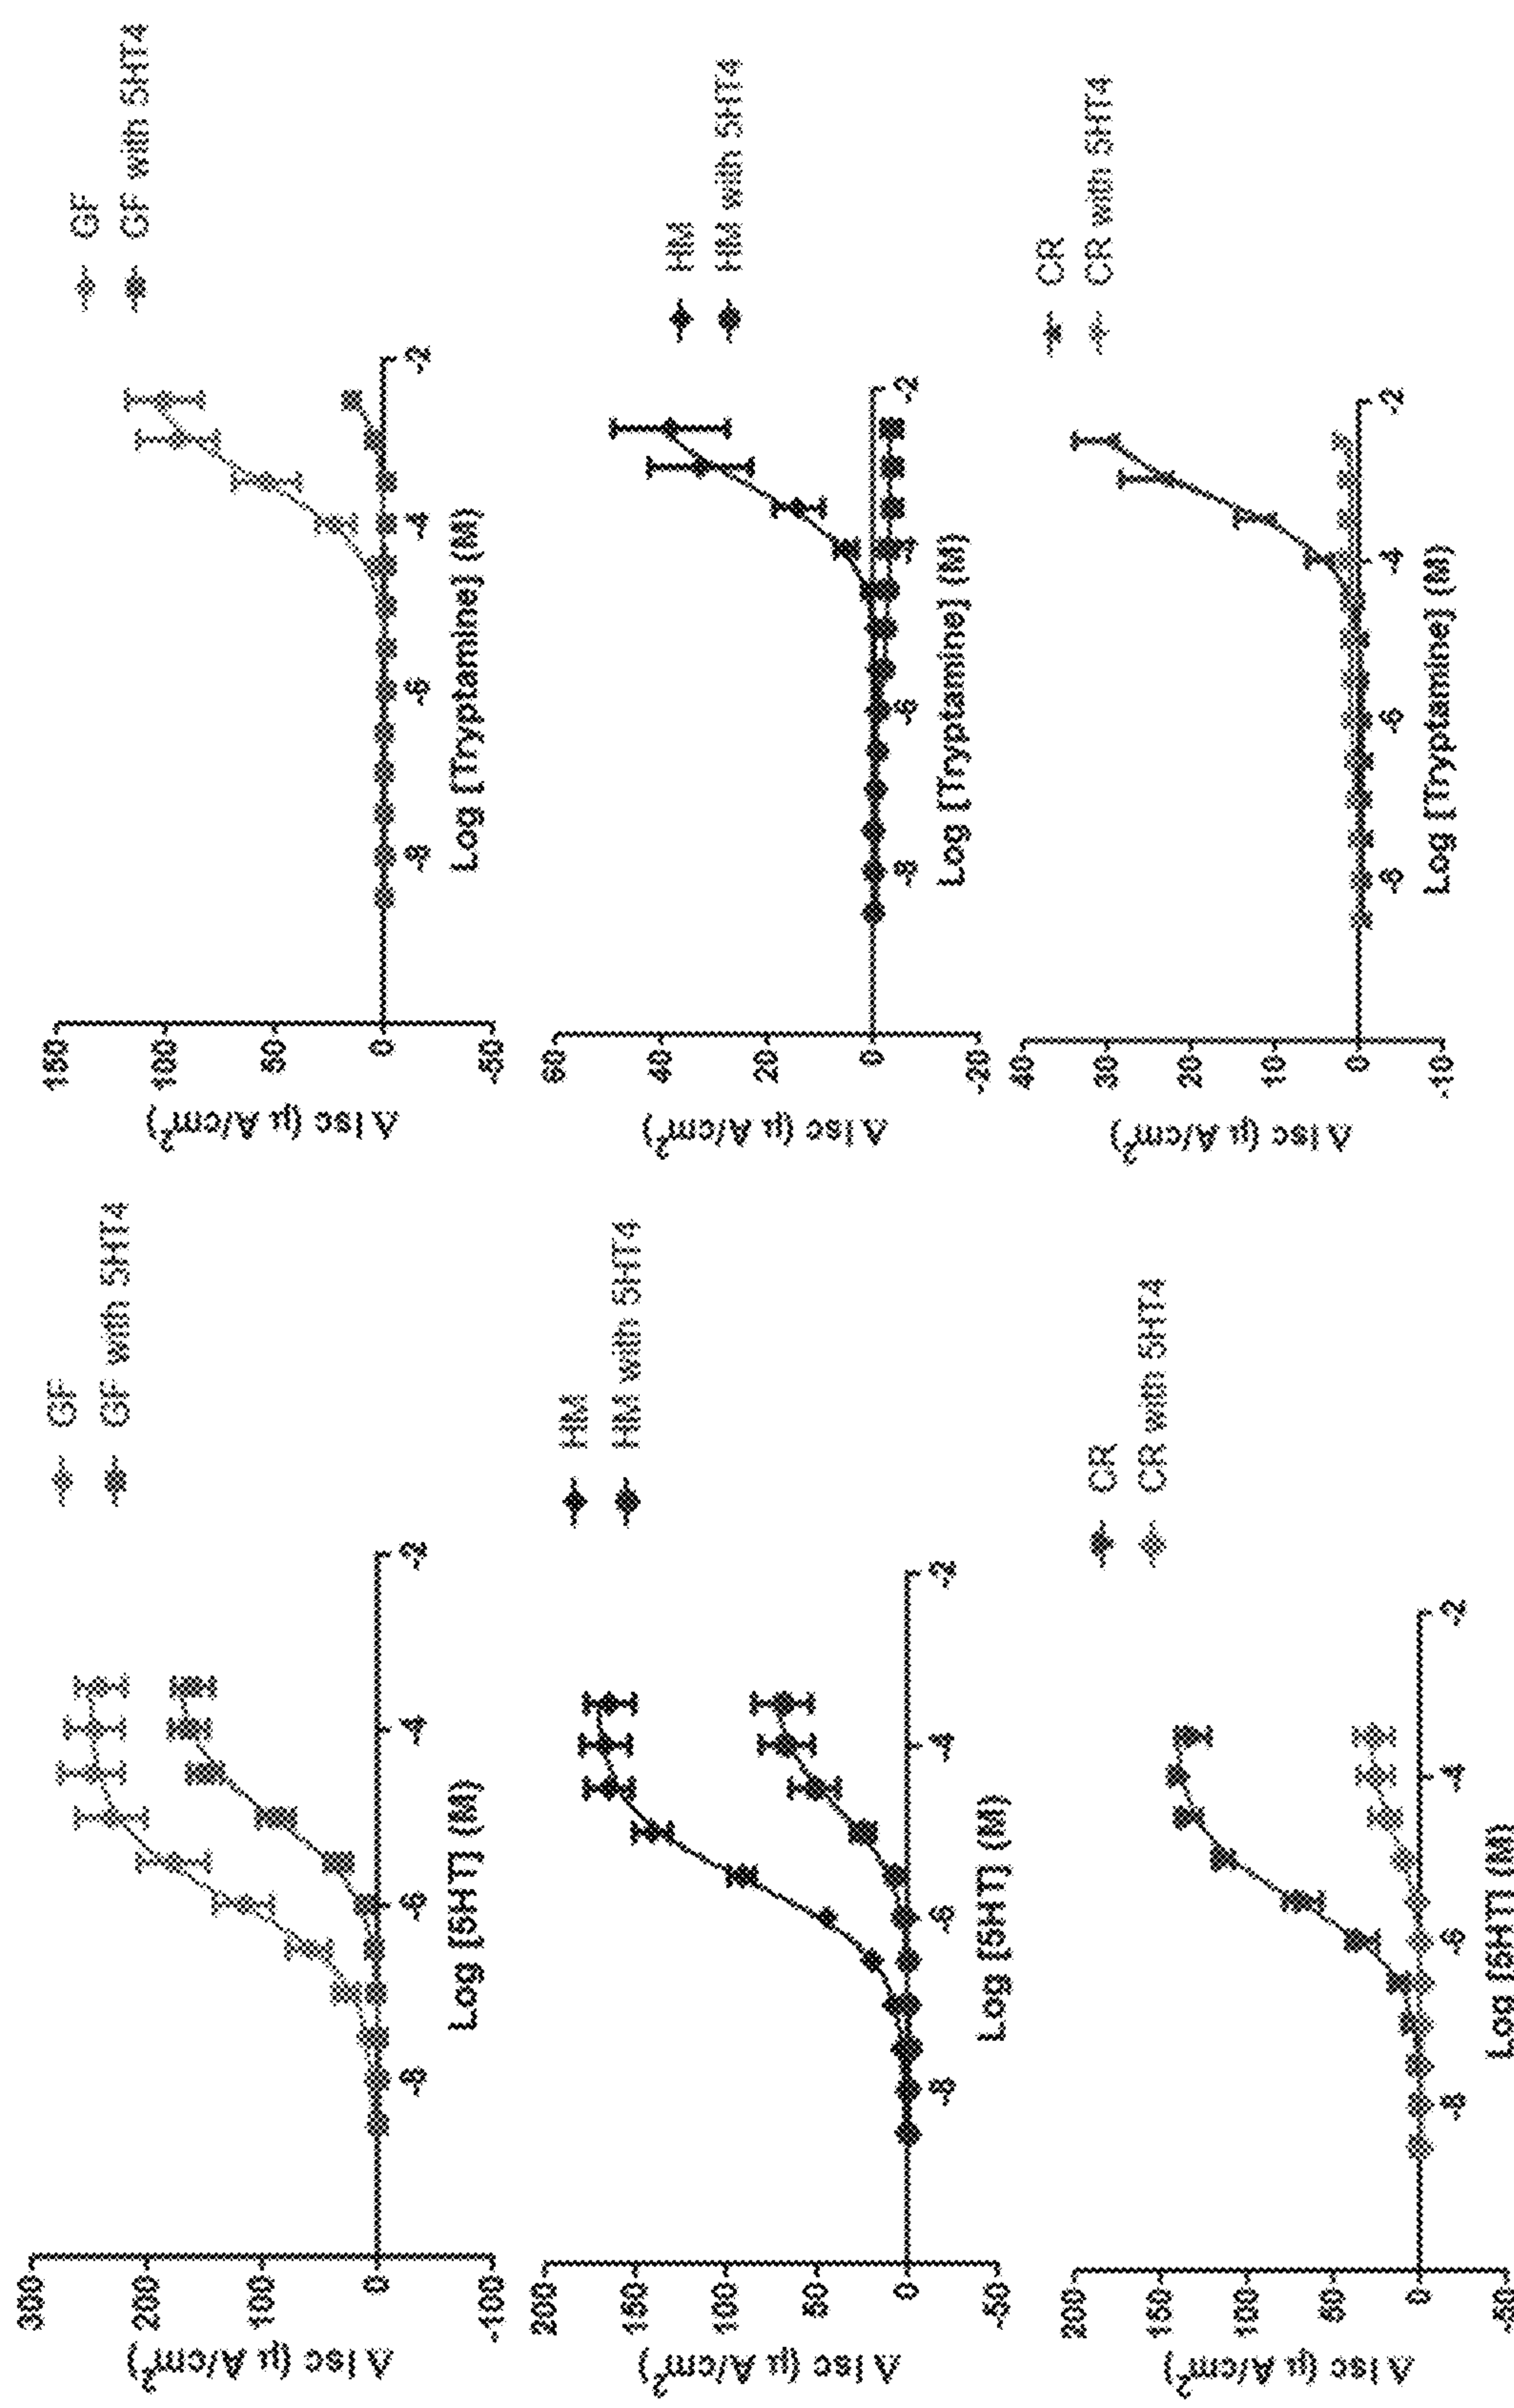 Δ Isc (μ A/cm²)
300
200
100
0
-100
-8
-6
-4
-2
Log [5HT] (M)
GF
GF with 5HT4
Δ Isc (μ A/cm²)
150
100
50
0
-50
-8
-6
-4
-2
Log [Tryptamine] (M)
GF
GF with 5HT4
Δ Isc (μ A/cm²)
200
150
100
50
0
-50
-8
-6
-4
-2
Log [5HT] (M)
HM
HM with 5HT4
Δ Isc (μ A/cm²)
60
40
20
0
-20
-8
-6
-4
-2
Log [Tryptamine] (M)
HM
HM with 5HT4
Δ Isc (μ A/cm²)
200
150
100
50
0
-50
-8
-6
-4
-2
Log [5HT] (M)
CR
CR with 5HT4
Δ Isc (μ A/cm²)
40
30
20
10
0
-10
-8
-6
-4
-2
Log [Tryptamine] (M)
CR
CR with 5HT4